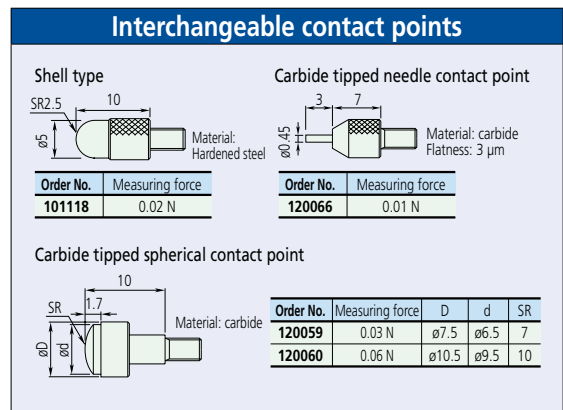 Interchangeable contact points
Shell type
SR2.5
10
ø5
Material:
Hardened steel
Order No. Measuring force
101118 0.02 N
Carbide tipped needle contact point
3 7
ø0.45
Material: carbide
Flatness: 3 µm
Order No. Measuring force
120066 0.01 N
Carbide tipped spherical contact point
10
SR 1.7
øD
ød
Material: carbide
Order No. Measuring force D d SR
120059 0.03 N ø7.5 ø6.5 7
120060 0.06 N ø10.5 ø9.5 10